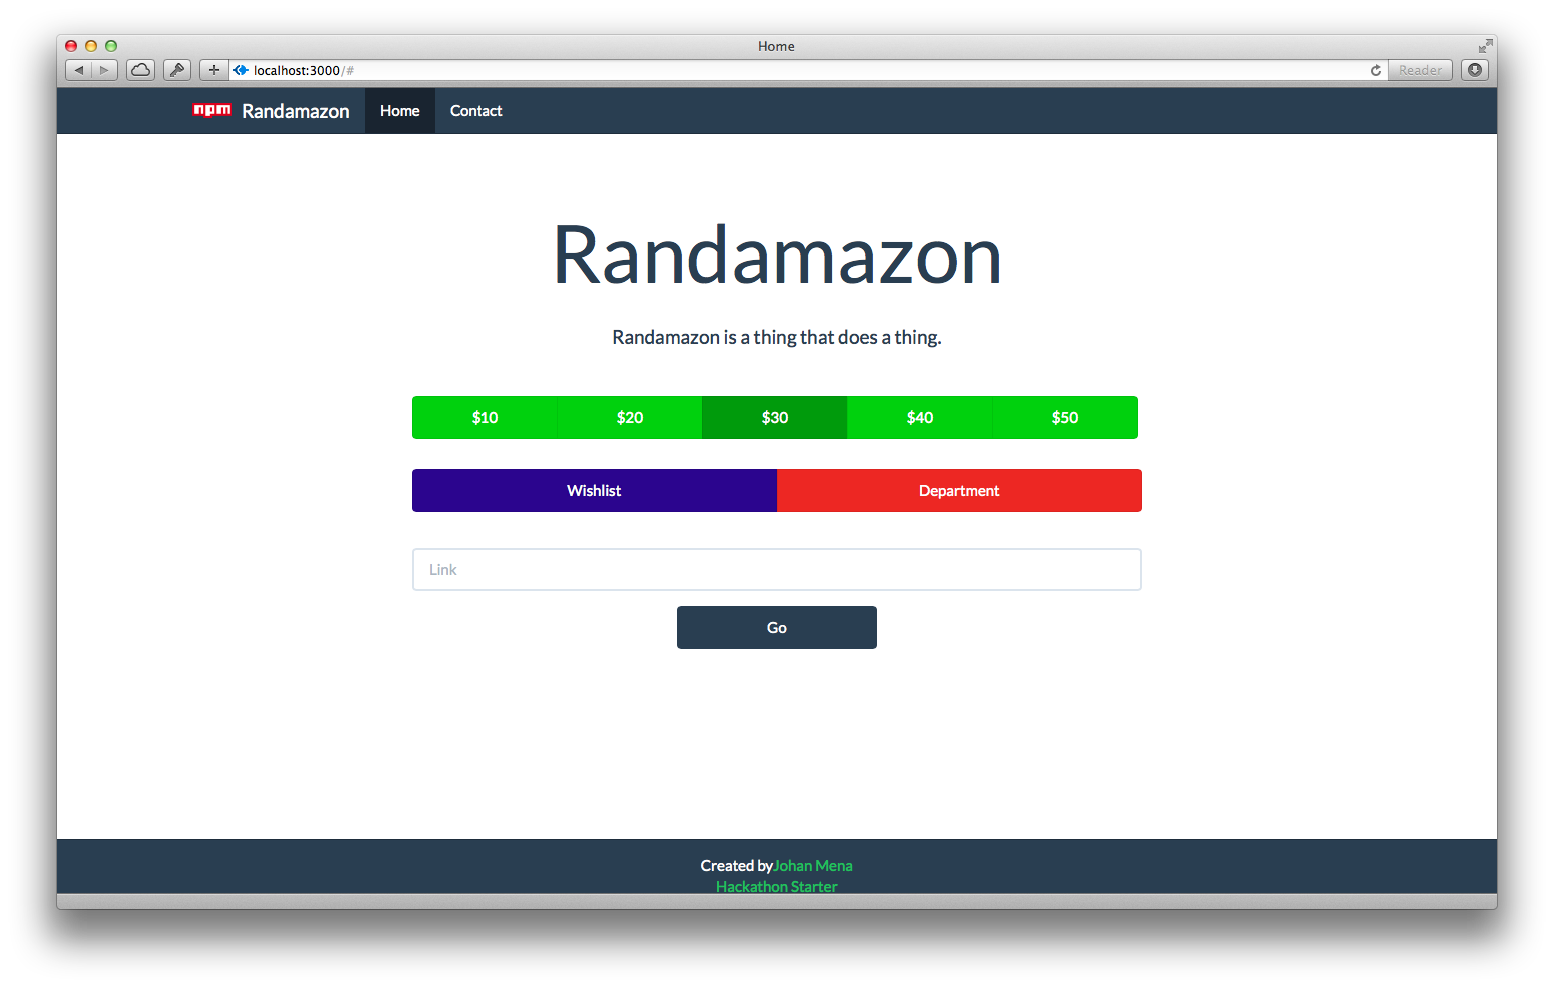 Home
localhost:3000/#
Reader
npm Randamazon Home Contact
Randamazon
Randamazon is a thing that does a thing.
$10 $20 $30 $40 $50
Wishlist Department
Link
Go
Created byJohan Mena
Hackathon Starter